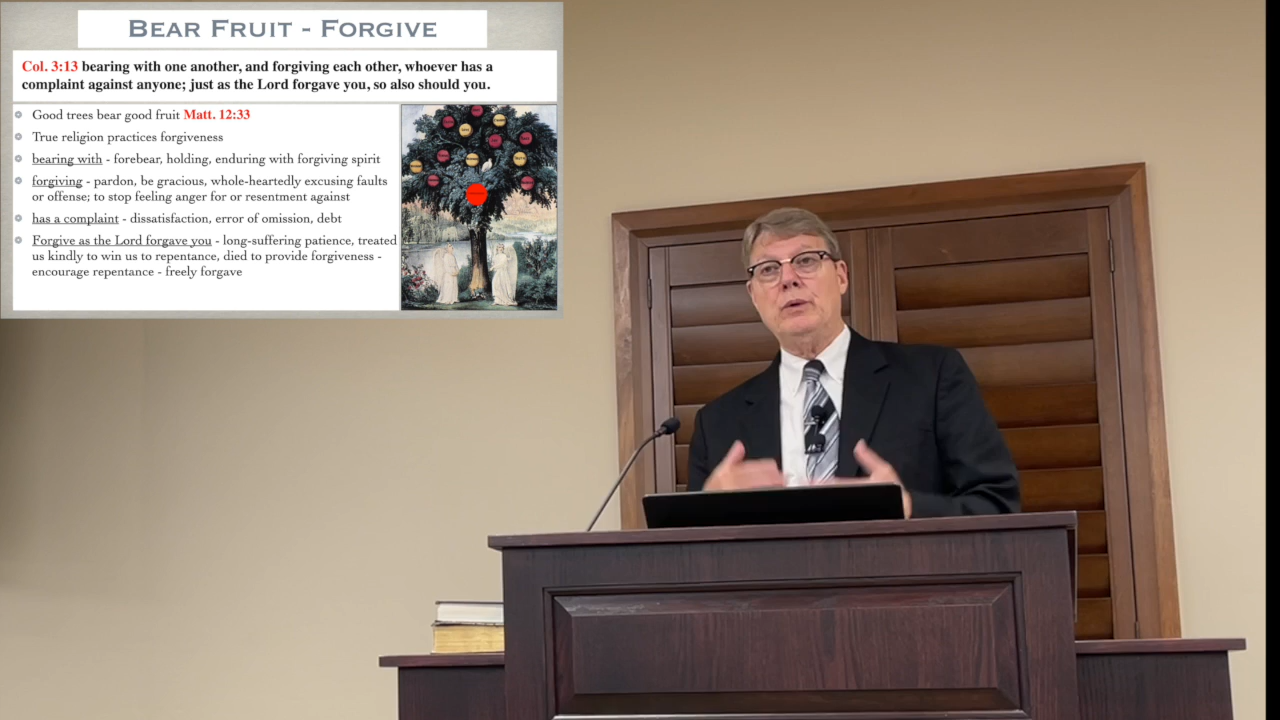 BEAR FRUIT - FORGIVE
Col. 3:13 bearing with one another, and forgiving each other, whoever has a
complaint against anyone; just as the Lord forgave you, so also should you.
Good trees bear good fruit Matt. 12:33
True religion practices forgiveness
bearing with - forebear, holding, enduring with forgiving spirit
forgiving - pardon, be gracious, whole-heartedly excusing faults
or offense; to stop feeling anger for or resentment against
has a complaint - dissatisfaction, error of omission, debt
Forgive as the Lord forgave you - long-suffering patience, treated
us kindly to win us to repentance, died to provide forgiveness -
encourage repentance - freely forgave